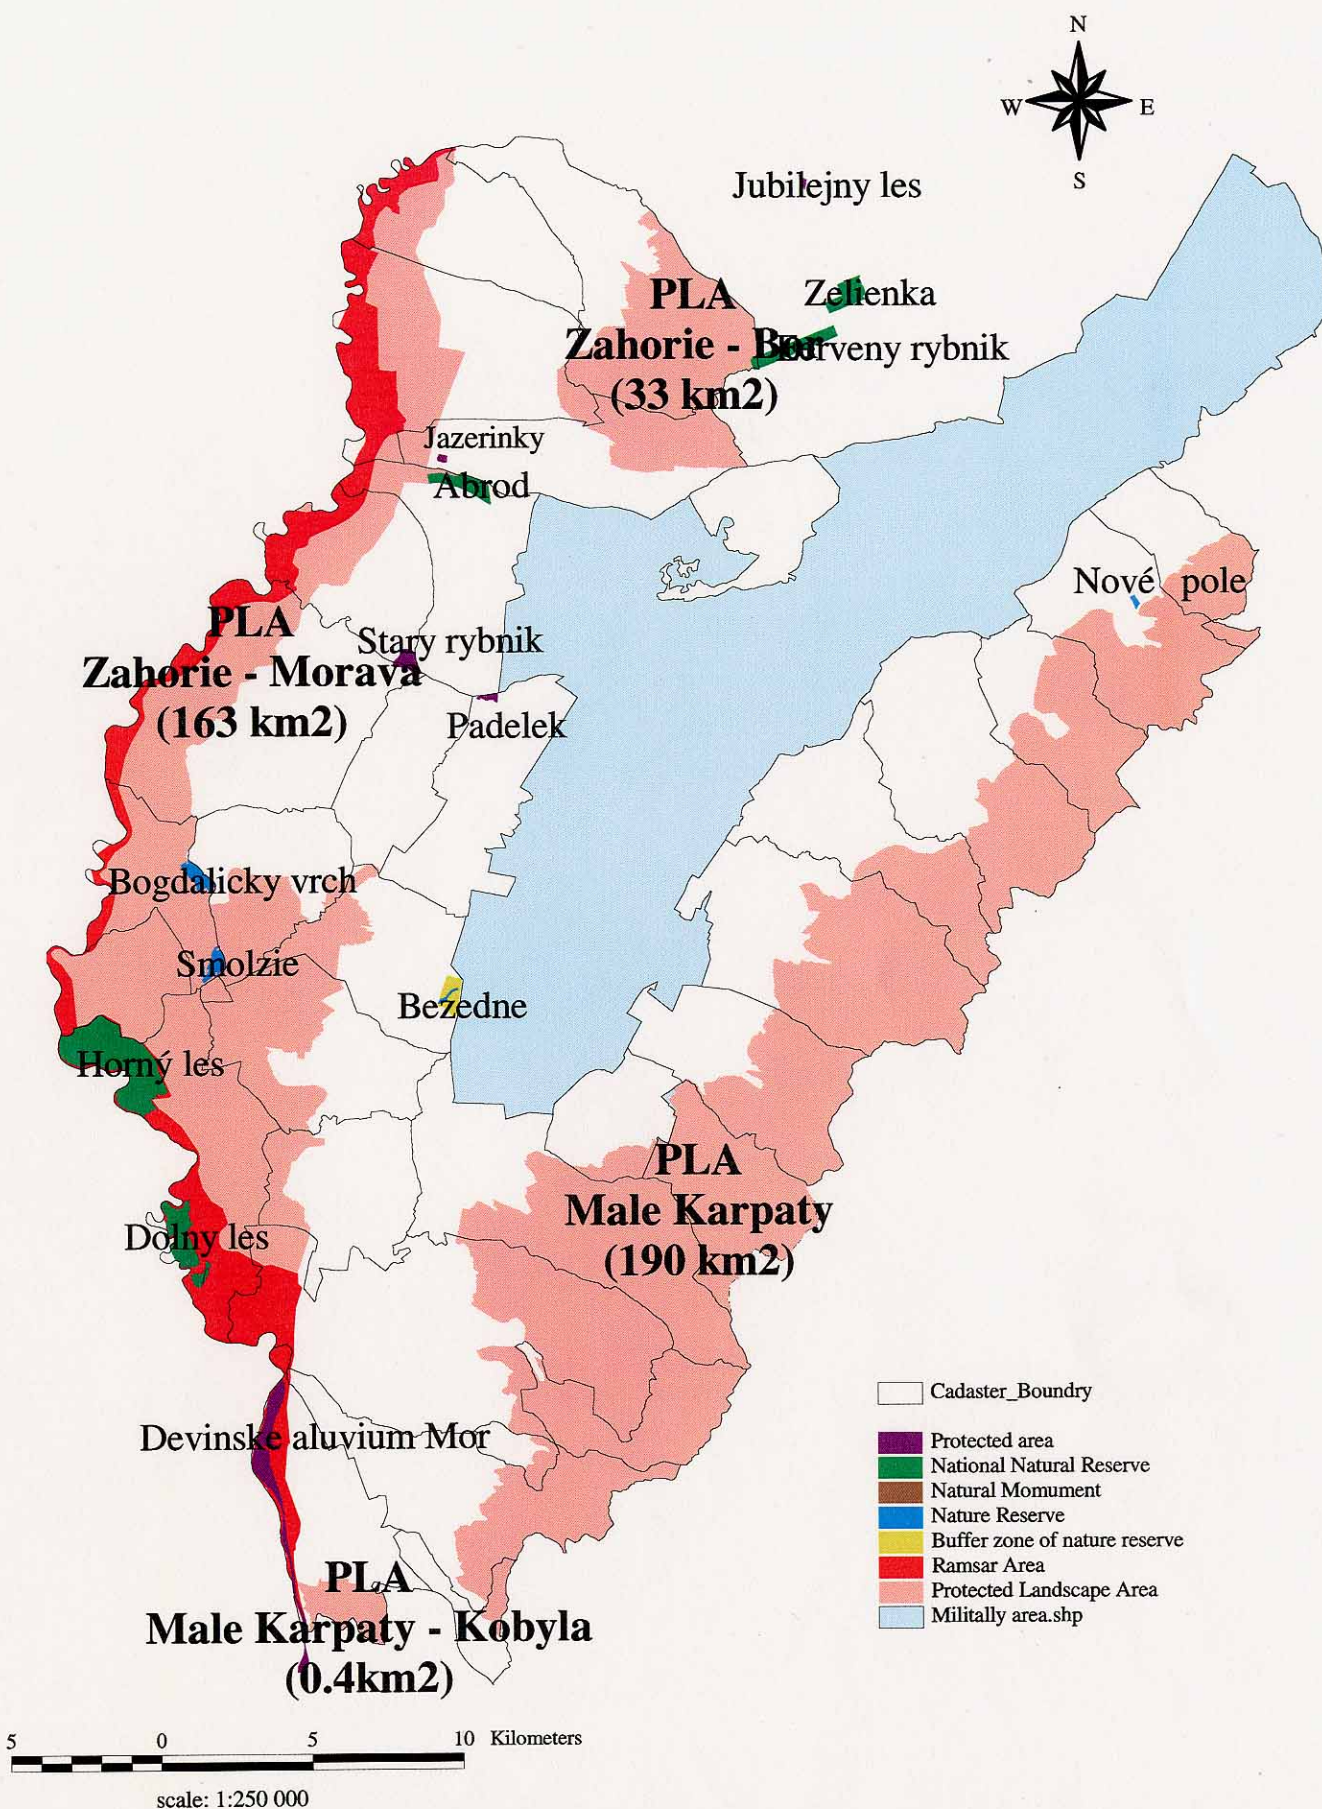 N
W E
S
Jubilejny les
Zelienka
PLA
Zahorie - Bor
(33 km2)
erveny rybnik
Jazerinky
Abrod
Nové pole
PLA
Zahorie - Morava
(163 km2)
Stary rybnik
Padelek
Bogdalicky vrch
Smolzie
Bezedne
Horný les
PLA
Male Karpaty
(190 km2)
Dolny les
Devinske aluvium Mor
PLA
Male Karpaty - Kobyla
(0.4km2)
Cadaster_Boundry
Protected area
National Natural Reserve
Natural Momument
Nature Reserve
Buffer zone of nature reserve
Ramsar Area
Protected Landscape Area
Militally area.shp
5 0 5 10 Kilometers
scale: 1:250 000